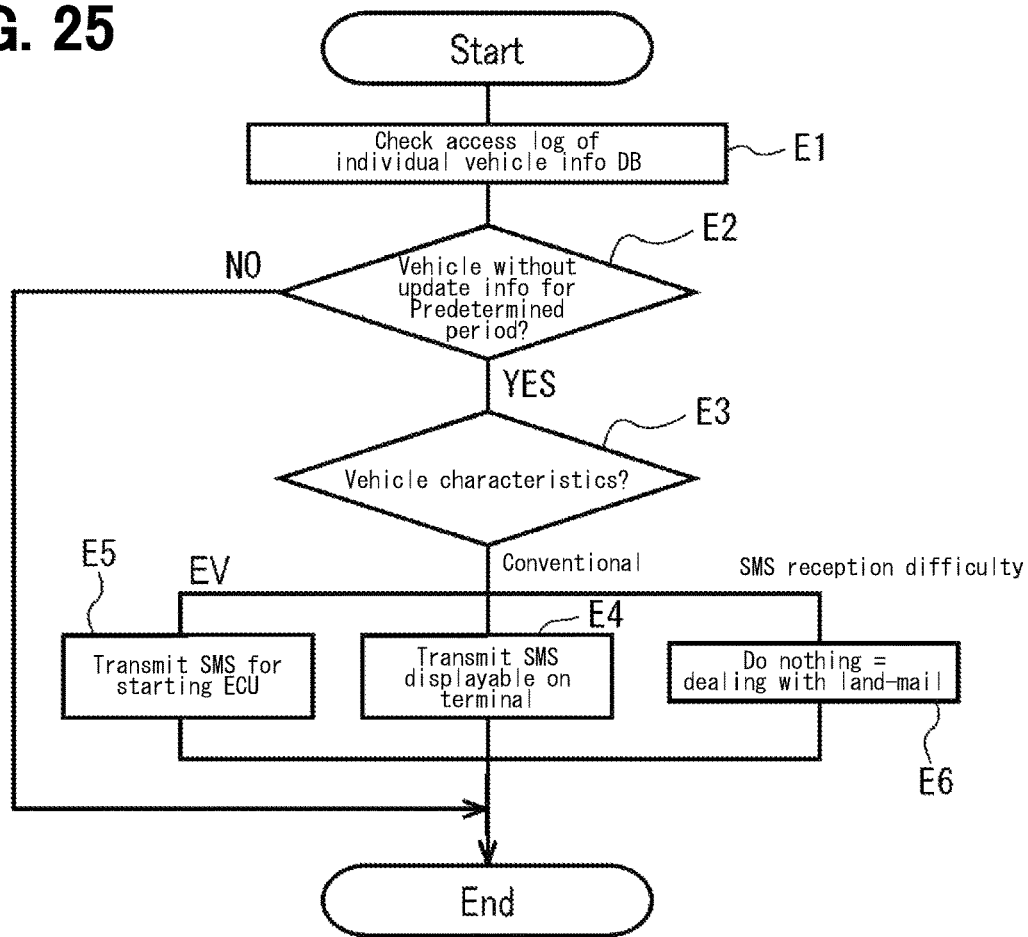 G. 25
Start
Check access log of
individual vehicle info DB
E1
E2
NO
Vehicle without
update info for
Predetermined
period?
YES
E3
Vehicle characteristics?
E5
EV
Conventional
SMS reception difficulty
E4
Transmit SMS for
starting ECU
Transmit SMS
displayable on
terminal
Do nothing =
dealing with land-mail
E6
End